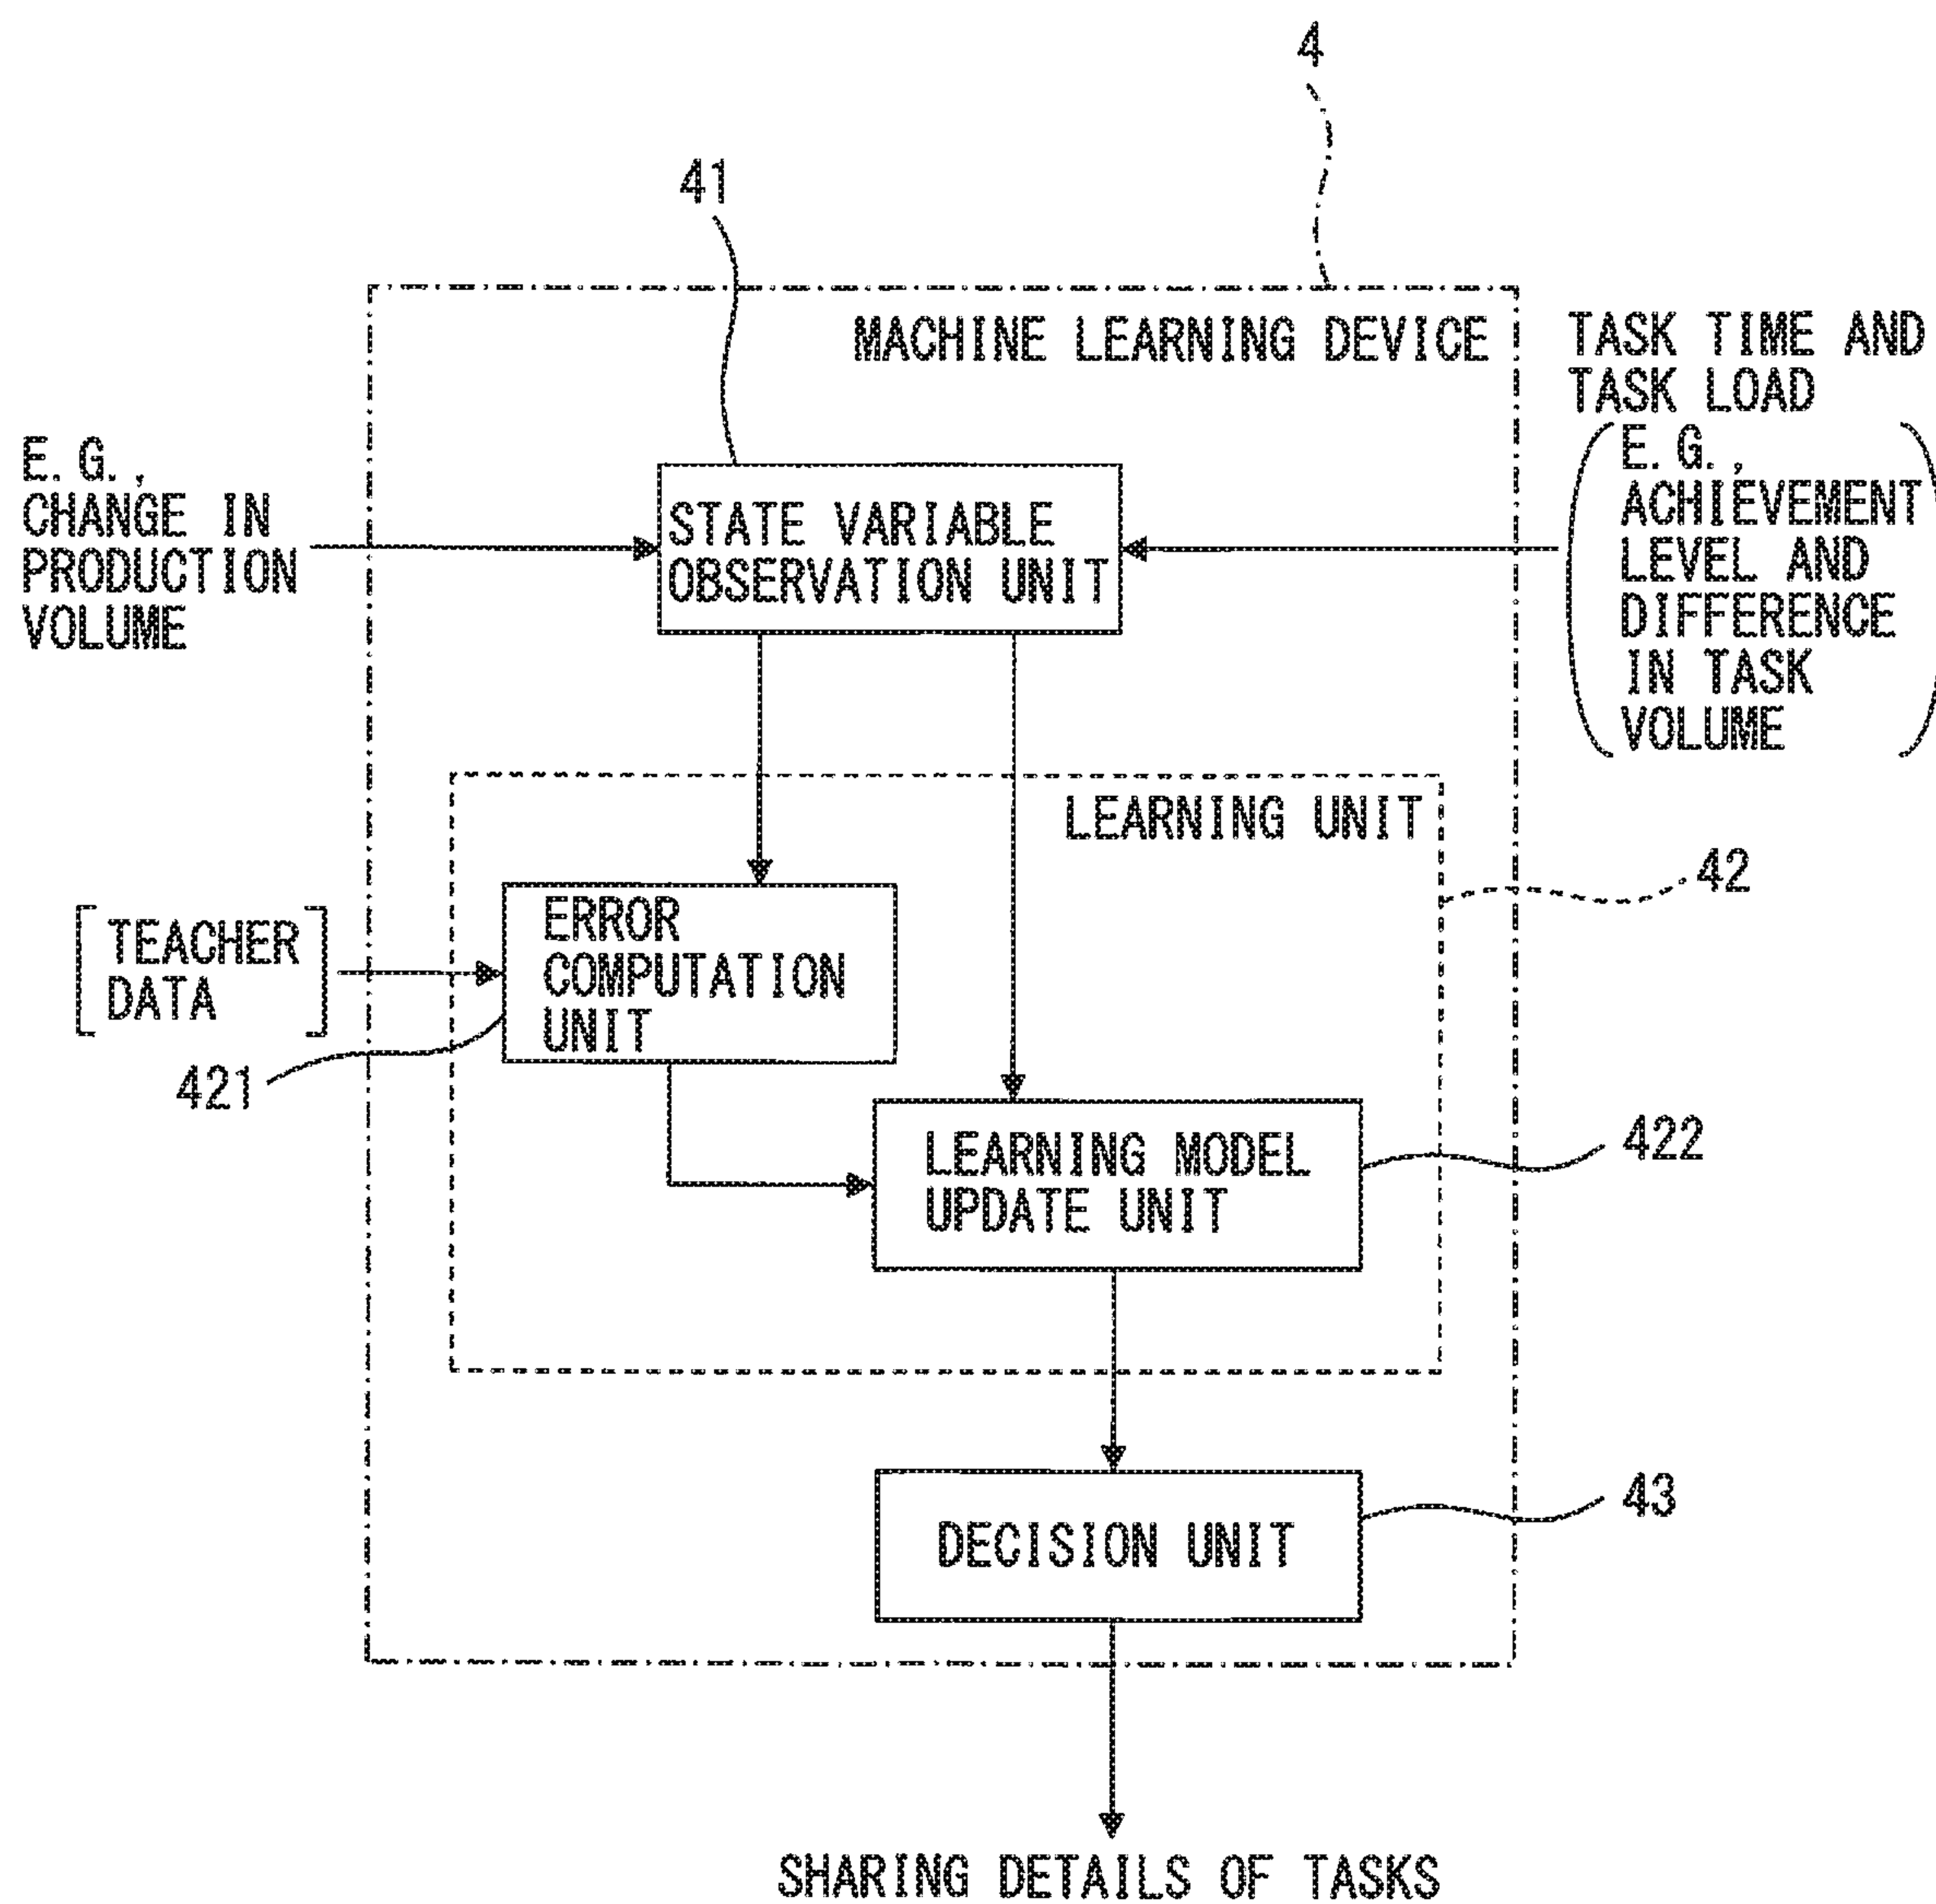 4
41
MACHINE LEARNING DEVICE
TASK TIME AND
TASK LOAD
E.G.,
ACHIEVEMENT
LEVEL AND
DIFFERENCE
IN TASK
VOLUME
E.G.,
CHANGE IN
PRODUCTION
VOLUME
STATE VARIABLE
OBSERVATION UNIT
LEARNING UNIT
42
[TEACHER
DATA]
ERROR
COMPUTATION
UNIT
421
LEARNING MODEL
UPDATE UNIT
422
DECISION UNIT
43
SHARING DETAILS OF TASKS